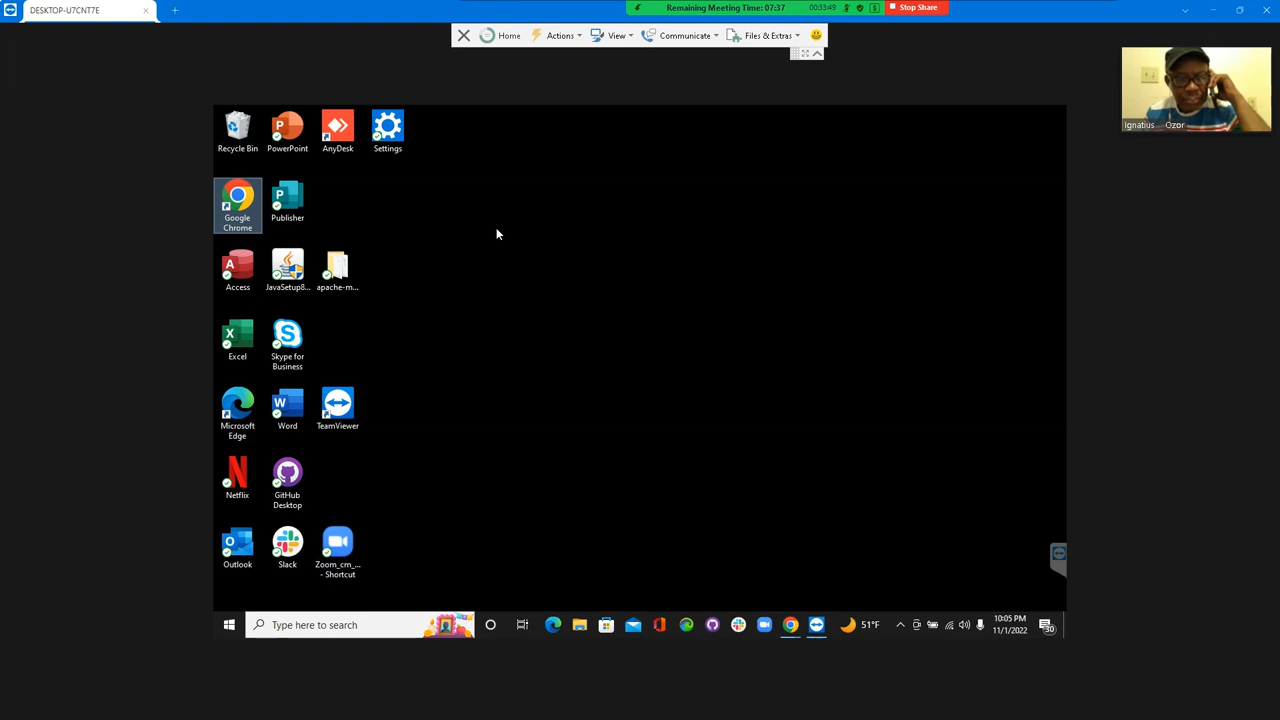 DESKTOP-U7CNT7E
Remaining Meeting Time: 07:37
00:33:49
Stop Share
Home
Actions
View
Communicate
Files & Extras
Ignatius Ozor
Recycle Bin
PowerPoint
AnyDesk
Settings
Google
Chrome
Publisher
Access
JavaSetup8...
apache-m...
Excel
Skype for
Business
Microsoft
Edge
Word
TeamViewer
Netflix
GitHub
Desktop
Outlook
Slack
Zoom_cm_...
- Shortcut
Type here to search
51°F
10:05 PM
11/1/2022
30